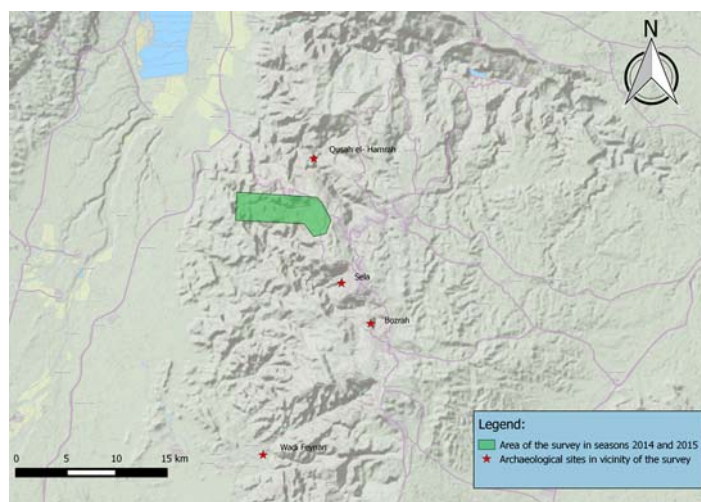 N
Qusah el- Hamrah
Sela
Bozrah
Wadi Feynan
Legend:
Area of the survey in seasons 2014 and 2015
Archaeological sites in vicinity of the survey
0 5 10 15 km